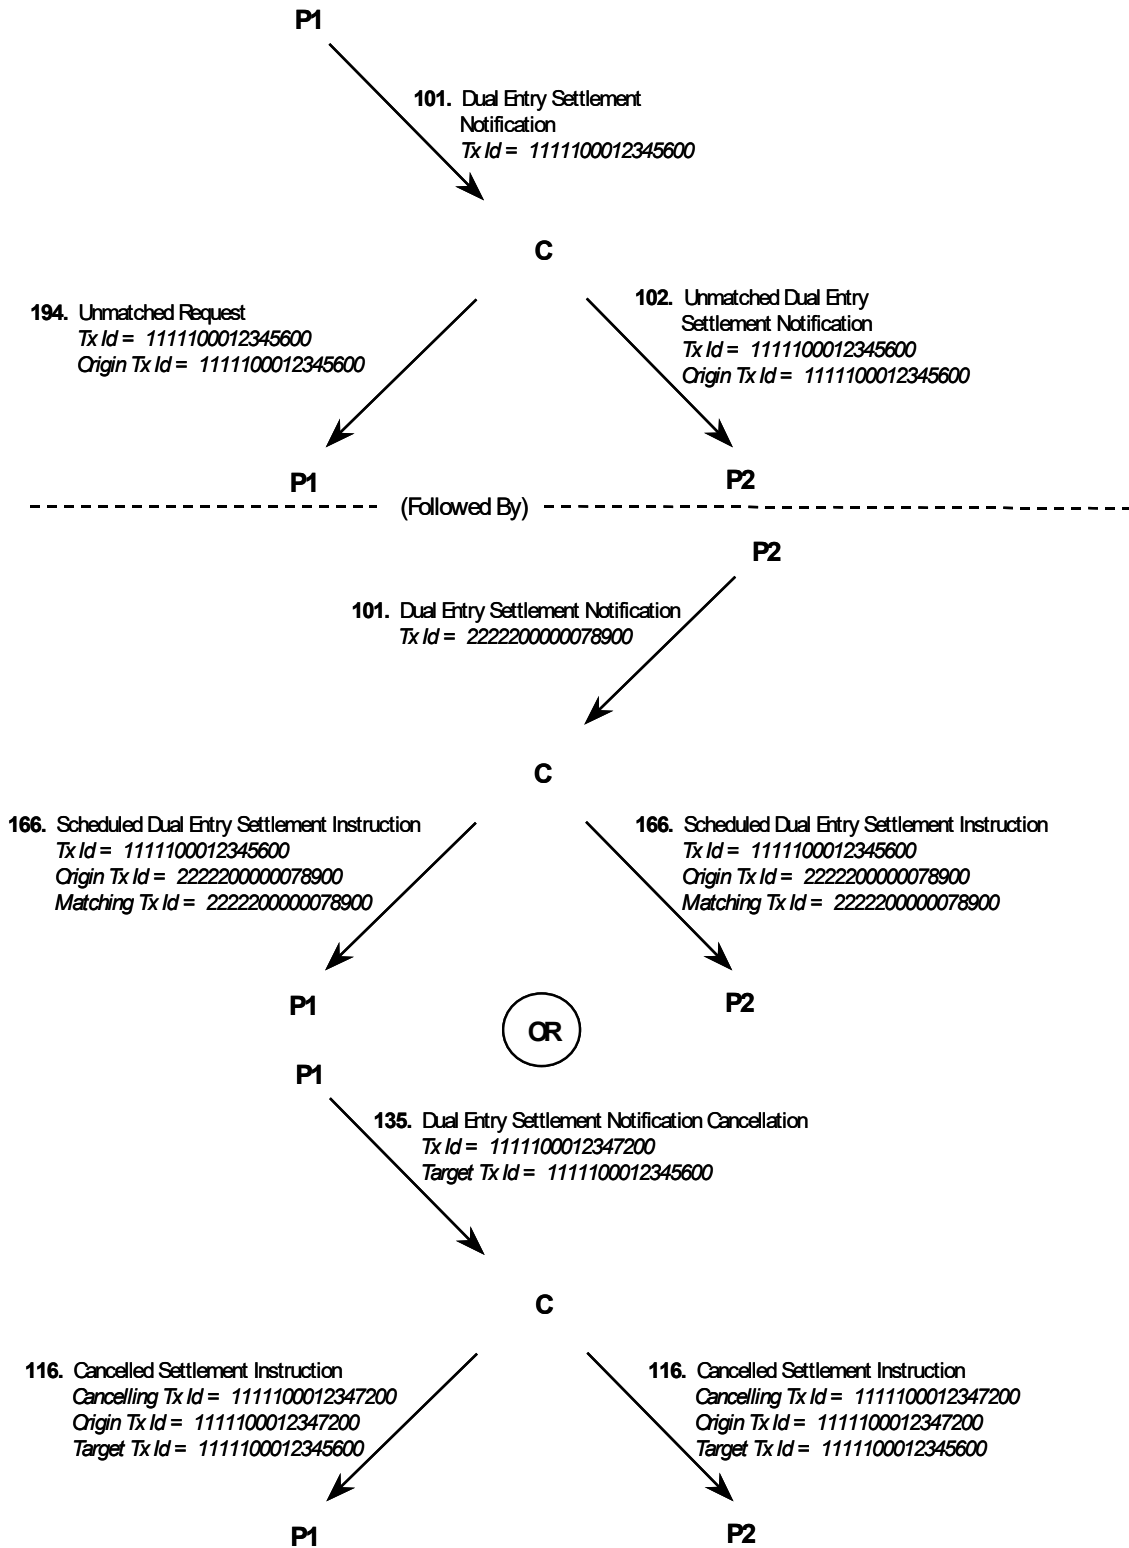 P1
101. Dual Entry Settlement
Notification
Tx Id = 1111100012345600
C
194. Unmatched Request
Tx Id = 1111100012345600
Origin Tx Id = 1111100012345600
102. Unmatched Dual Entry
Settlement Notification
Tx Id = 1111100012345600
Origin Tx Id = 1111100012345600
P1
P2
(Followed By)
P2
101. Dual Entry Settlement Notification
Tx Id = 2222200000078900
C
166. Scheduled Dual Entry Settlement Instruction
Tx Id = 1111100012345600
Origin Tx Id = 2222200000078900
Matching Tx Id = 2222200000078900
166. Scheduled Dual Entry Settlement Instruction
Tx Id = 1111100012345600
Origin Tx Id = 2222200000078900
Matching Tx Id = 2222200000078900
P1
P2
OR
P1
135. Dual Entry Settlement Notification Cancellation
Tx Id = 1111100012347200
Target Tx Id = 1111100012345600
C
116. Cancelled Settlement Instruction
Cancelling Tx Id = 1111100012347200
Origin Tx Id = 1111100012347200
Target Tx Id = 1111100012345600
116. Cancelled Settlement Instruction
Cancelling Tx Id = 1111100012347200
Origin Tx Id = 1111100012347200
Target Tx Id = 1111100012345600
P1
P2